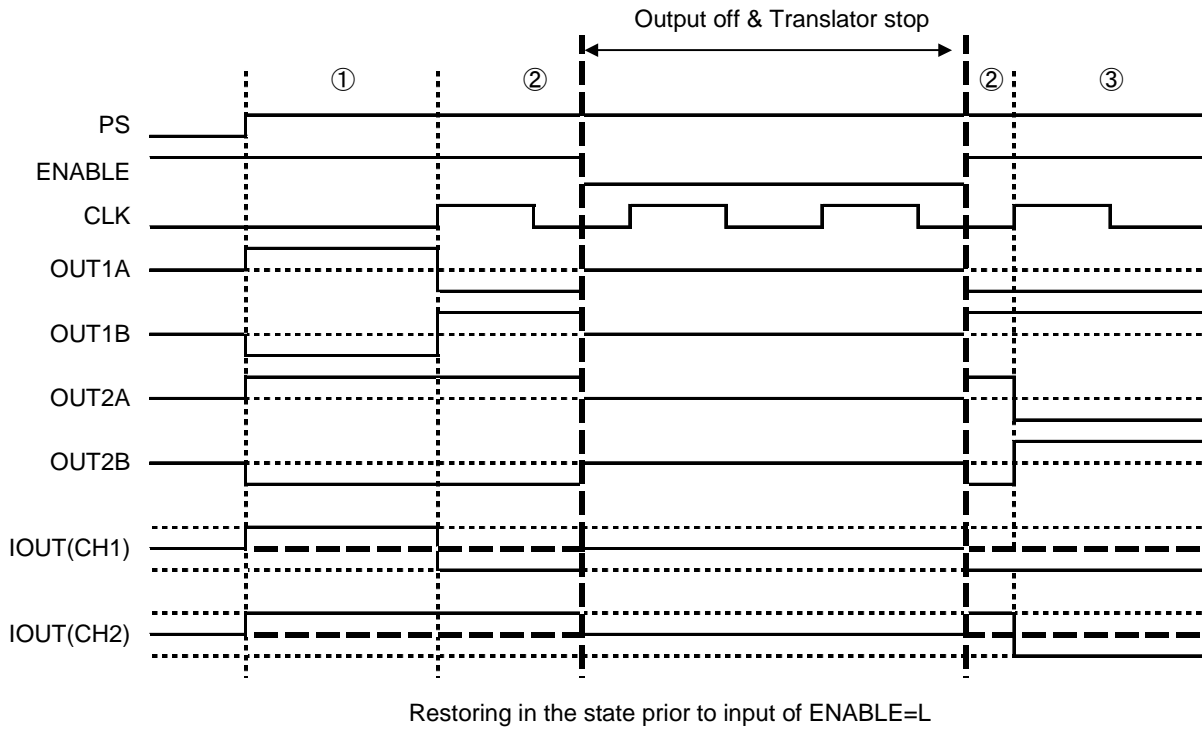 Output off & Translator stop
① ② ② ③
PS
ENABLE
CLK
OUT1A
OUT1B
OUT2A
OUT2B
IOUT(CH1)
IOUT(CH2)
Restoring in the state prior to input of ENABLE=L